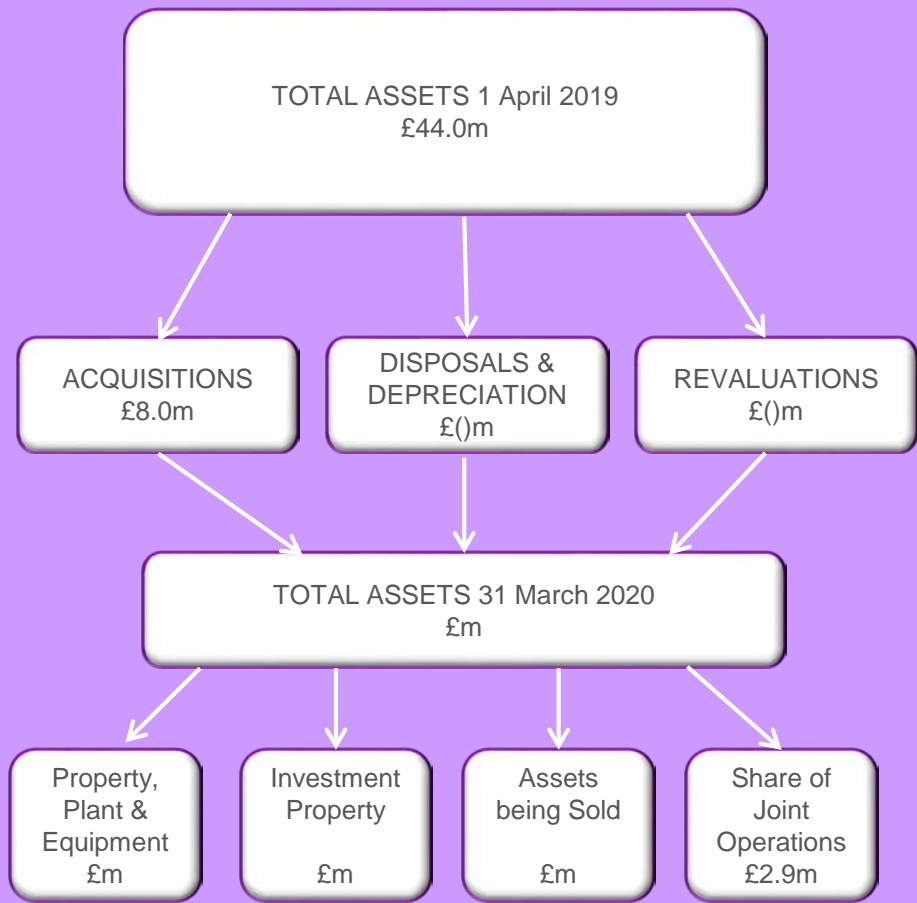 TOTAL ASSETS 1 April 2019
£44.0m
ACQUISITIONS
£8.0m
DISPOSALS &
DEPRECIATION
£()m
REVALUATIONS
£()m
TOTAL ASSETS 31 March 2020
£m
Property,
Plant &
Equipment
£m
Investment
Property
£m
Assets
being Sold
£m
Share of
Joint
Operations
£2.9m